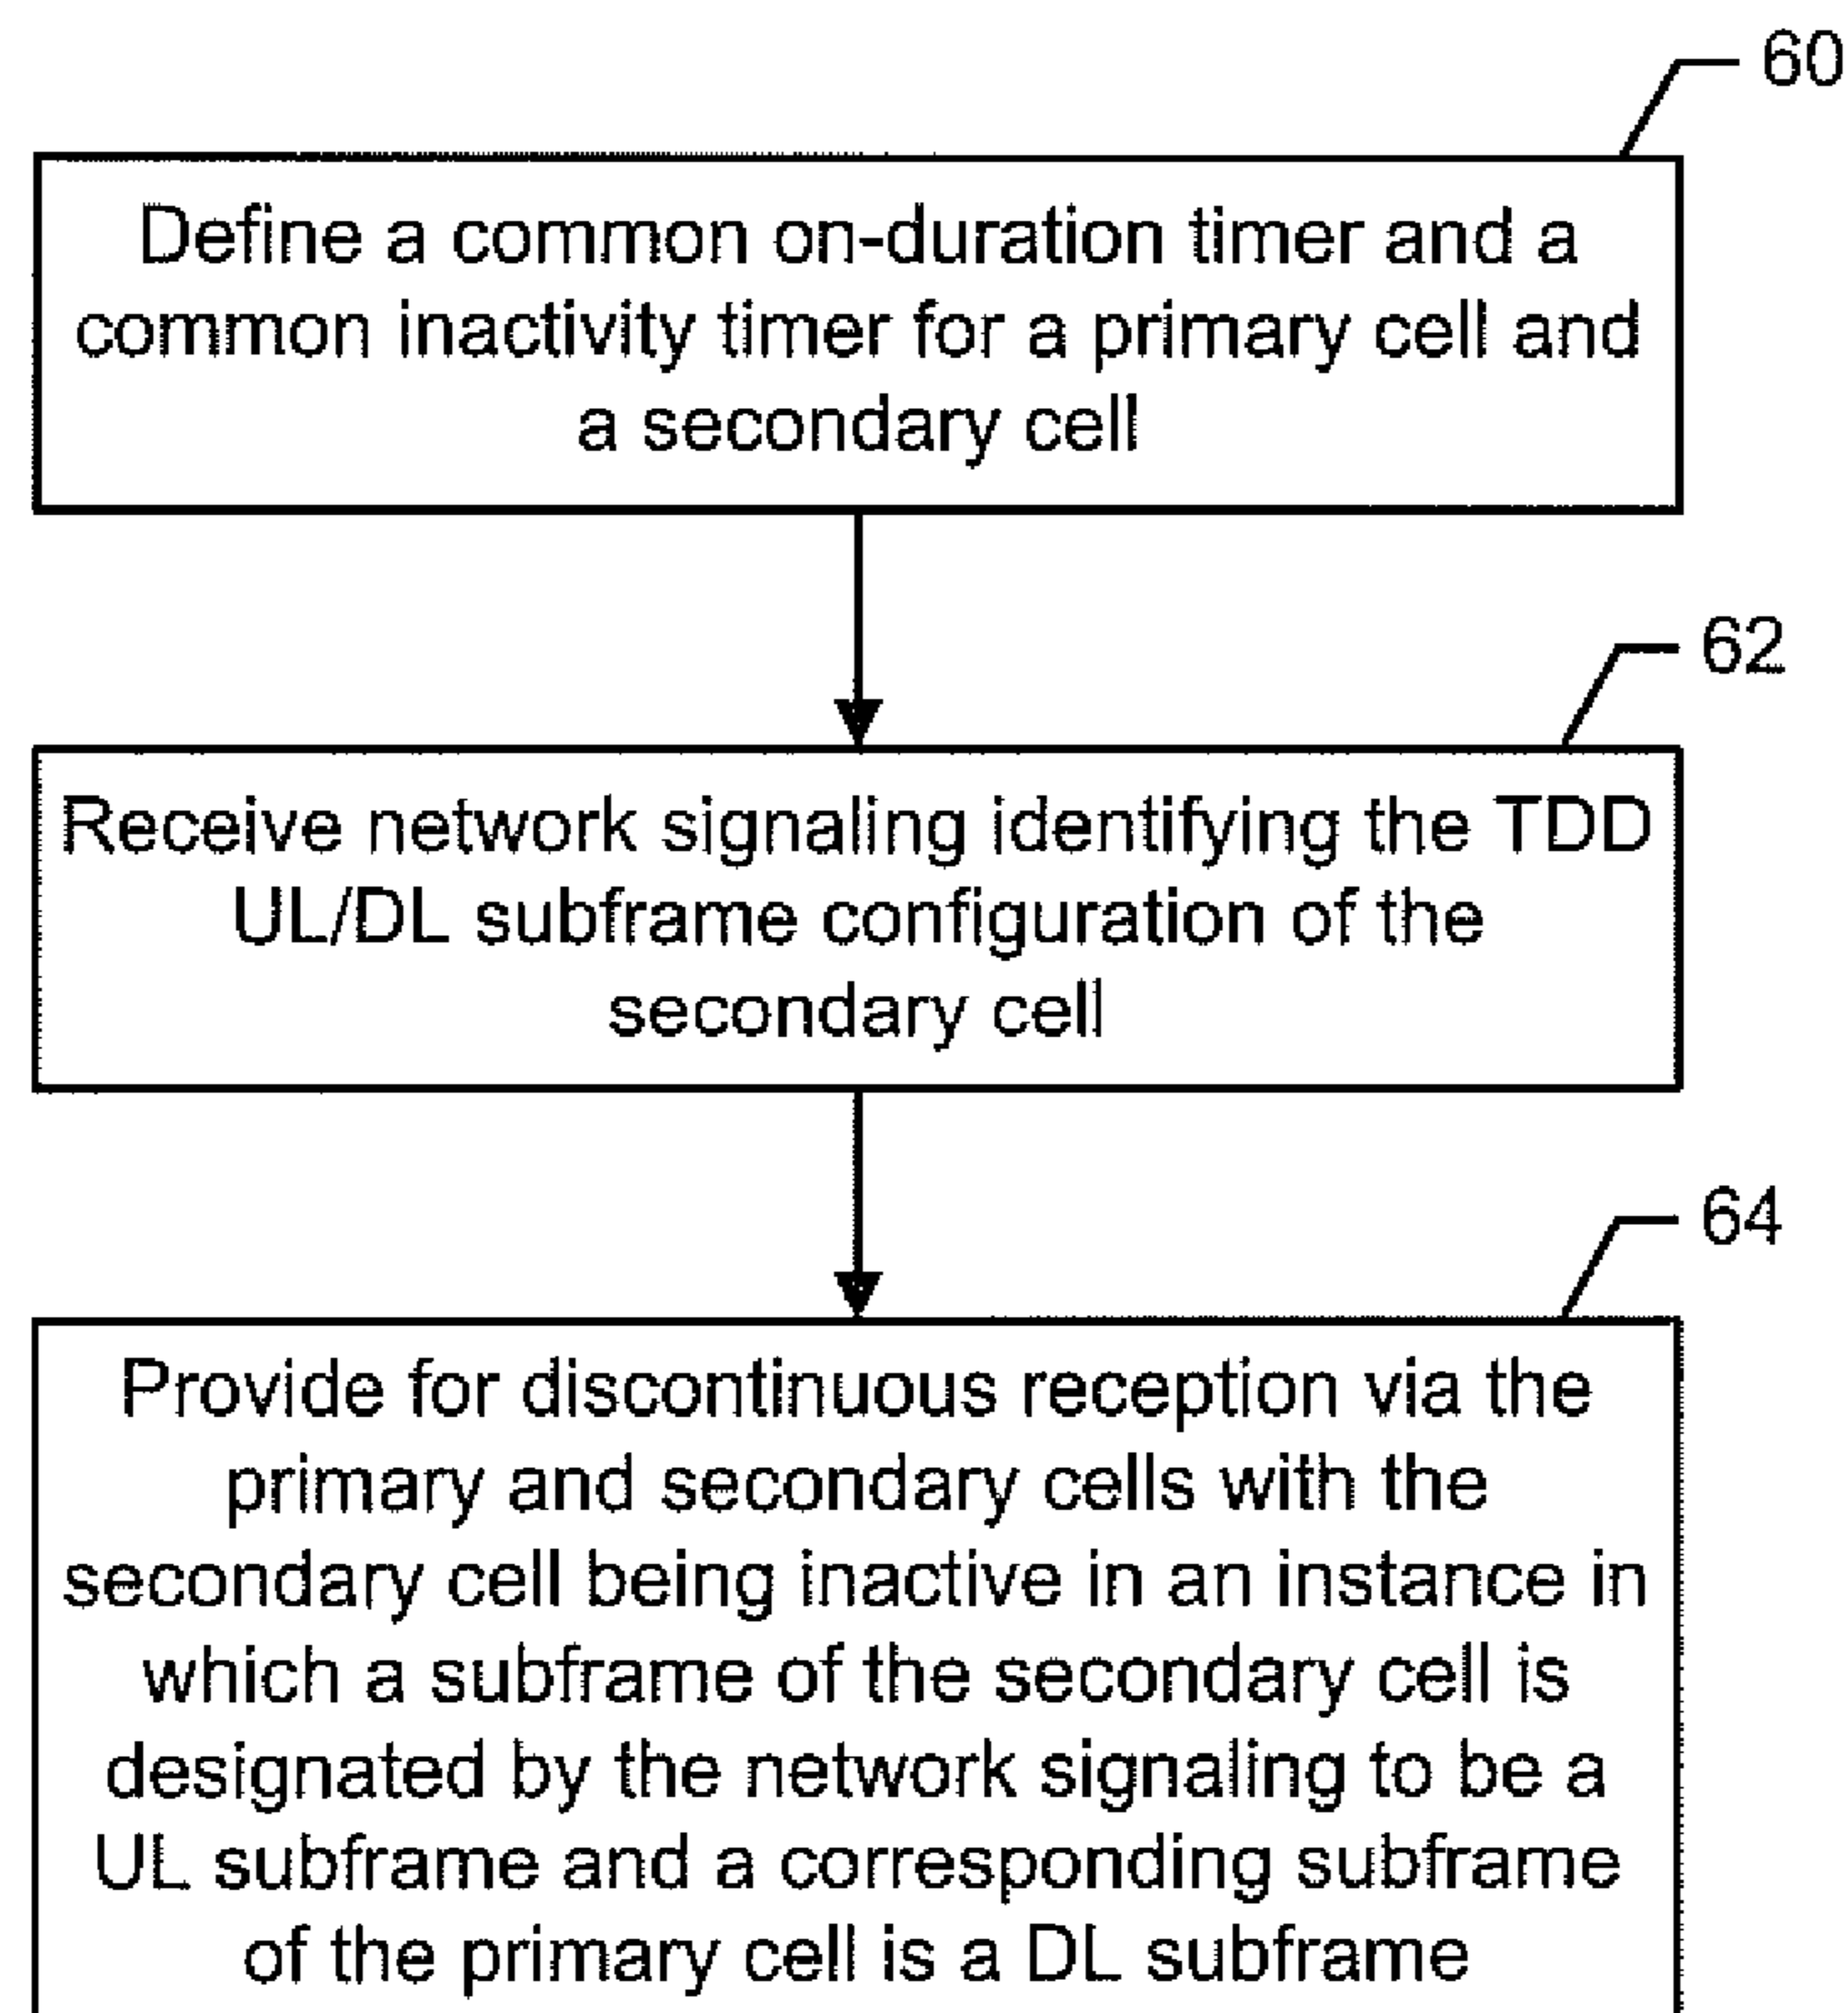 60
Define a common on-duration timer and a
common inactivity timer for a primary cell and
a secondary cell
62
Receive network signaling identifying the TDD
UL/DL subframe configuration of the
secondary cell
64
Provide for discontinuous reception via the
primary and secondary cells with the
secondary cell being inactive in an instance in
which a subframe of the secondary cell is
designated by the network signaling to be a
UL subframe and a corresponding subframe
of the primary cell is a DL subframe